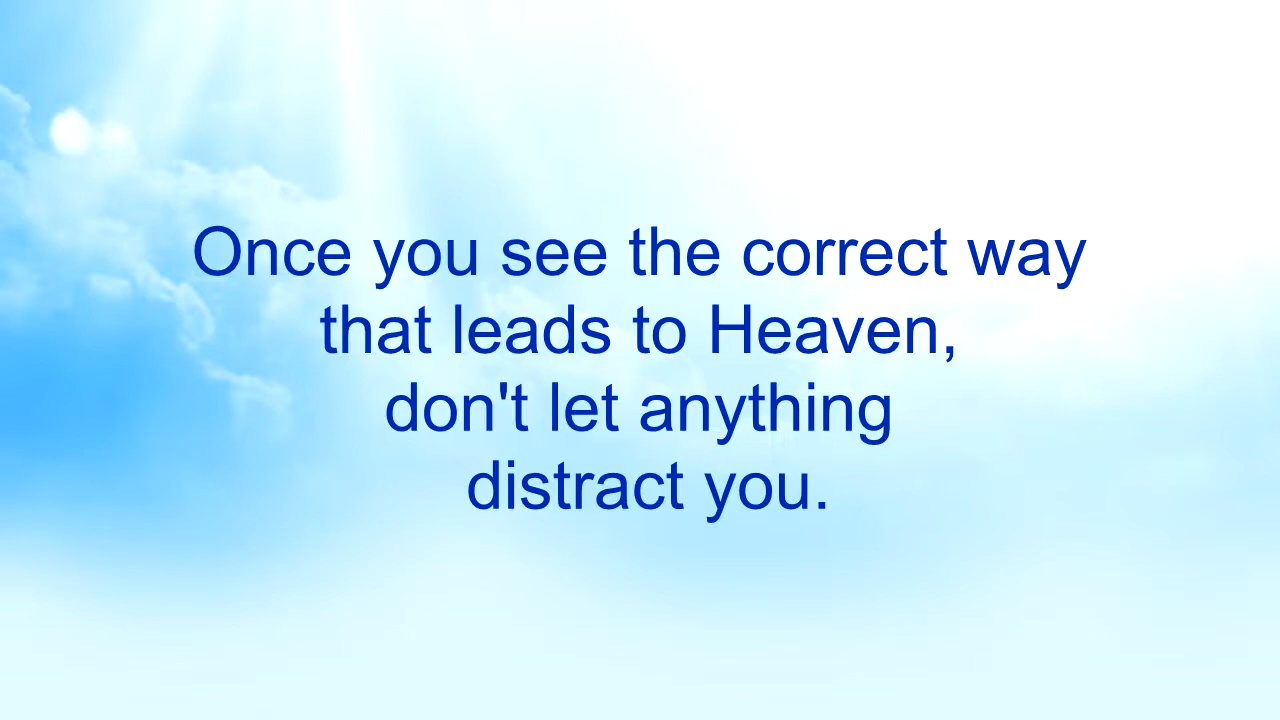 Once you see the correct way
that leads to Heaven,
don't let anything
distract you.